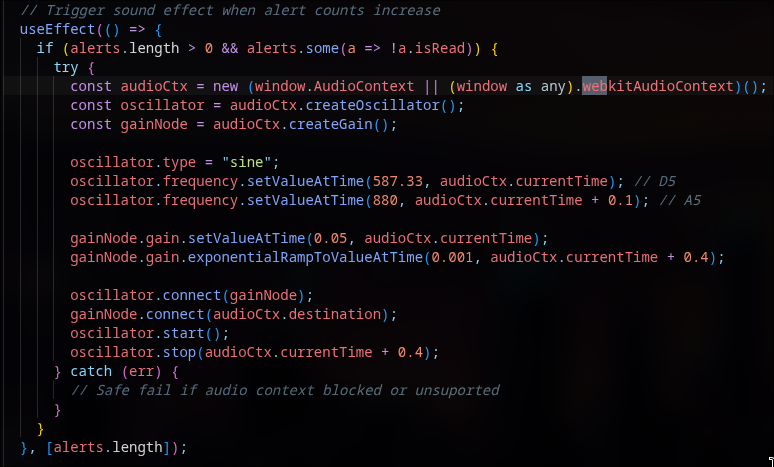 // Trigger sound effect when alert counts increase
useEffect(() => {
if (alerts.length > 0 && alerts.some(a => !a.isRead)) {
try {
const audioCtx = new (window.AudioContext || (window as any).webkitAudioContext)();
const oscillator = audioCtx.createOscillator();
const gainNode = audioCtx.createGain();
oscillator.type = "sine";
oscillator.frequency.setValueAtTime(587.33, audioCtx.currentTime); // D5
oscillator.frequency.setValueAtTime(880, audioCtx.currentTime + 0.1); // A5
gainNode.gain.setValueAtTime(0.05, audioCtx.currentTime);
gainNode.gain.exponentialRampToValueAtTime(0.001, audioCtx.currentTime + 0.4);
oscillator.connect(gainNode);
gainNode.connect(audioCtx.destination);
oscillator.start();
oscillator.stop(audioCtx.currentTime + 0.4);
} catch (err) {
// Safe fail if audio context blocked or unsuported
}
}
}, [alerts.length]);